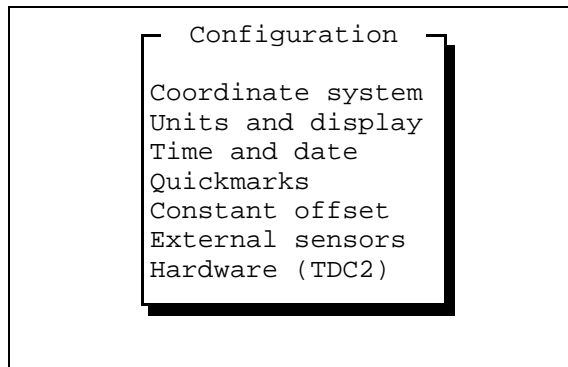 Configuration
Coordinate system
Units and display
Time and date
Quickmarks
Constant offset
External sensors
Hardware (TDC2)